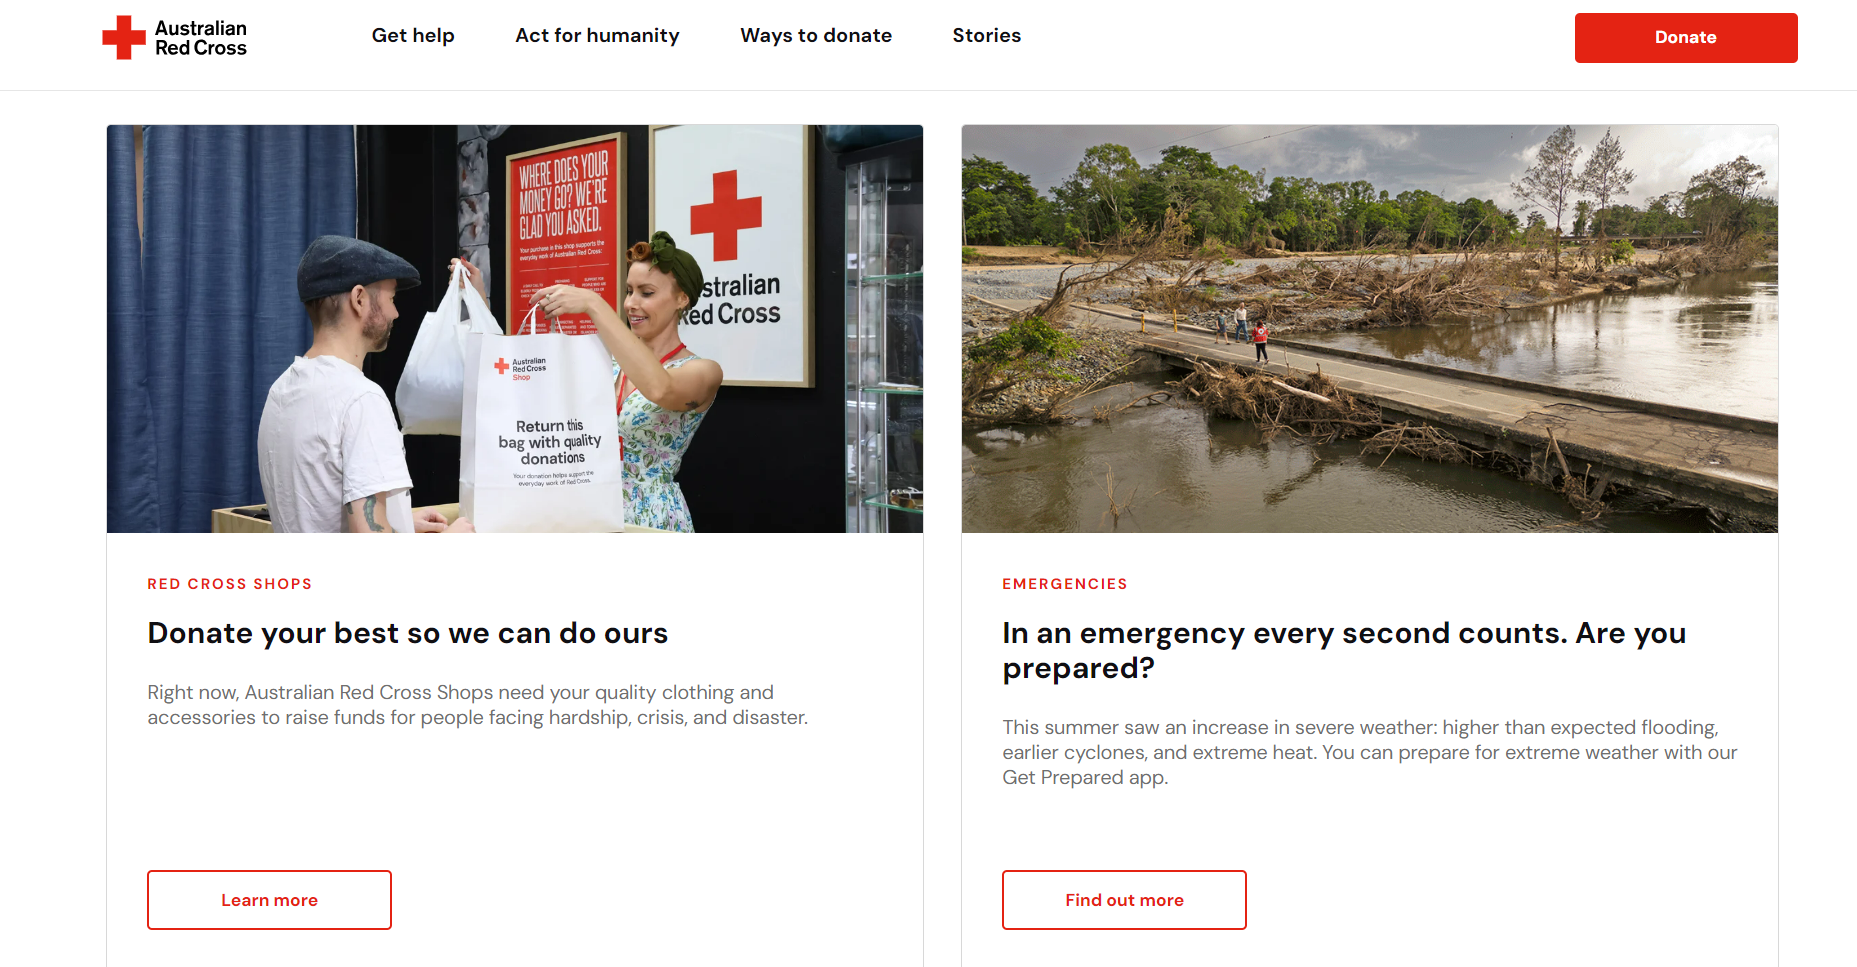 Australian
Red Cross
Get help
Act for humanity
Ways to donate
Stories
Donate
WHERE DOES YOUR
MONEY GO? WE'RE
GLAD YOU ASKED.
Your purchase in this shop supports the
everyday work of Australian Red Cross:
stralian
Red Cross
Australian
Red Cross
Shop
Return this
bag with quality
donations
Your donation helps support the
everyday work of Red Cross.
RED CROSS SHOPS
Donate your best so we can do ours
Right now, Australian Red Cross Shops need your quality clothing and
accessories to raise funds for people facing hardship, crisis, and disaster.
Learn more
EMERGENCIES
In an emergency every second counts. Are you
prepared?
This summer saw an increase in severe weather: higher than expected flooding,
earlier cyclones, and extreme heat. You can prepare for extreme weather with our
Get Prepared app.
Find out more